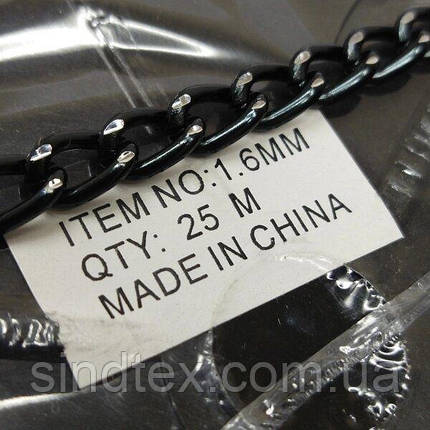 ITEM NO:1.6MM
QTY: 25 M
MADE IN CHINA
sindtex.com.ua